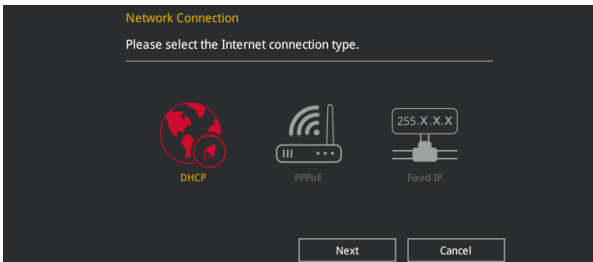 Network Connection
Please select the Internet connection type.
255.X.X.X
DHCP PPPoE Fixed IP
Next Cancel